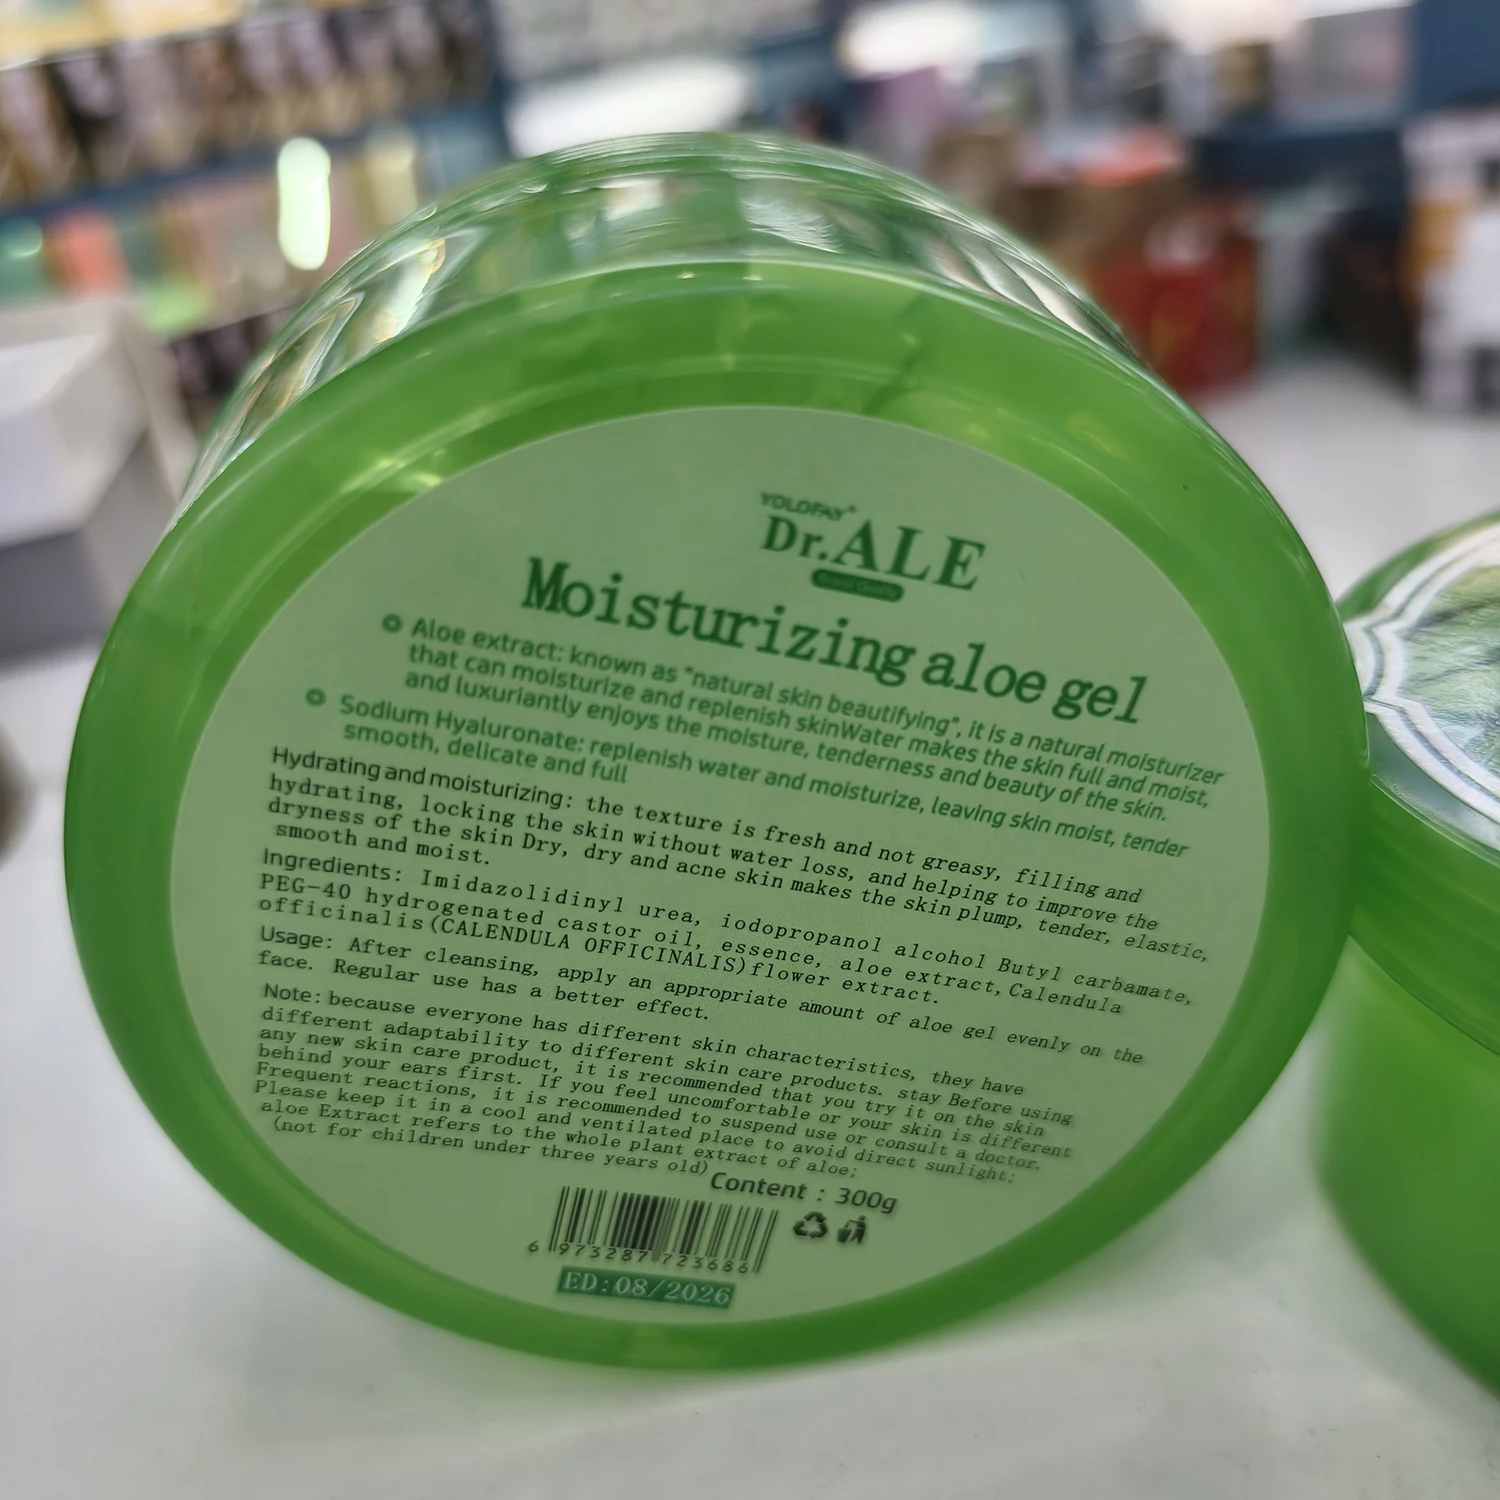 YOLOFAY®
Dr.ALE
Moisturizing aloe gel
Aloe extract: known as "natural skin beautifying", it is a natural moisturizer
that can moisturize and replenish skinWater makes the skin full and moist,
and luxuriantly enjoys the moisture, tenderness and beauty of the skin.
Sodium Hyaluronate: replenish water and moisturize, leaving skin moist, tender
smooth, delicate and full
Hydrating and moisturizing: the texture is fresh and not greasy, filling and
hydrating, locking the skin without water loss, and helping to improve the
dryness of the skin Dry, dry and acne skin makes the skin plump, tender, elastic,
smooth and moist.
Ingredients: Imidazolidinyl urea, iodopropanol alcohol Butyl carbamate,
PEG-40 hydrogenated castor oil, essence, aloe extract, Calendula
officinalis(CALENDULA OFFICINALIS)flower extract.
Usage: After cleansing, apply an appropriate amount of aloe gel evenly on the
face. Regular use has a better effect.
Note: because everyone has different skin characteristics, they have
different adaptability to different skin care products. stay Before using
any new skin care product, it is recommended that you try it on the skin
behind your ears first. If you feel uncomfortable or your skin is different
Frequent reactions, it is recommended to suspend use or consult a doctor.
Please keep it in a cool and ventilated place to avoid direct sunlight;
aloe Extract refers to the whole plant extract of aloe;
(not for children under three years old)
Content : 300g
6 973287 723686
ED:08/2026